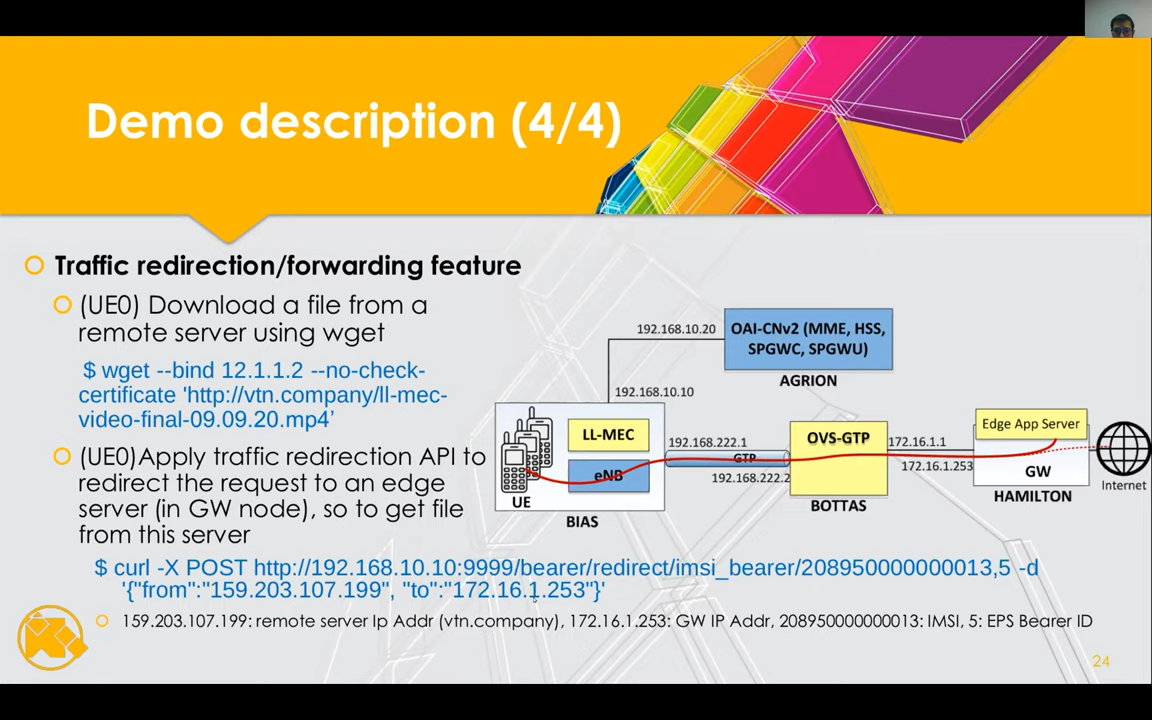 Demo description (4/4)
Traffic redirection/forwarding feature
(UE0) Download a file from a
remote server using wget
$ wget --bind 12.1.1.2 --no-check-
certificate 'http://vtn.company/ll-mec-
video-final-09.09.20.mp4’
(UE0)Apply traffic redirection API to
redirect the request to an edge
server (in GW node), so to get file
from this server
$ curl -X POST http://192.168.10.10:9999/bearer/redirect/imsi_bearer/208950000000013,5 -d
'{"from":"159.203.107.199", "to":"172.16.1.253"}'
159.203.107.199: remote server Ip Addr (vtn.company), 172.16.1.253: GW IP Addr, 208950000000013: IMSI, 5: EPS Bearer ID
192.168.10.20
OAI-CNv2 (MME, HSS,
SPGWC, SPGWU)
AGRION
192.168.10.10
LL-MEC
eNB
UE
BIAS
192.168.222.1
GTP
192.168.222.2
OVS-GTP
BOTTAS
172.16.1.1
172.16.1.253
Edge App Server
GW
HAMILTON
Internet
24